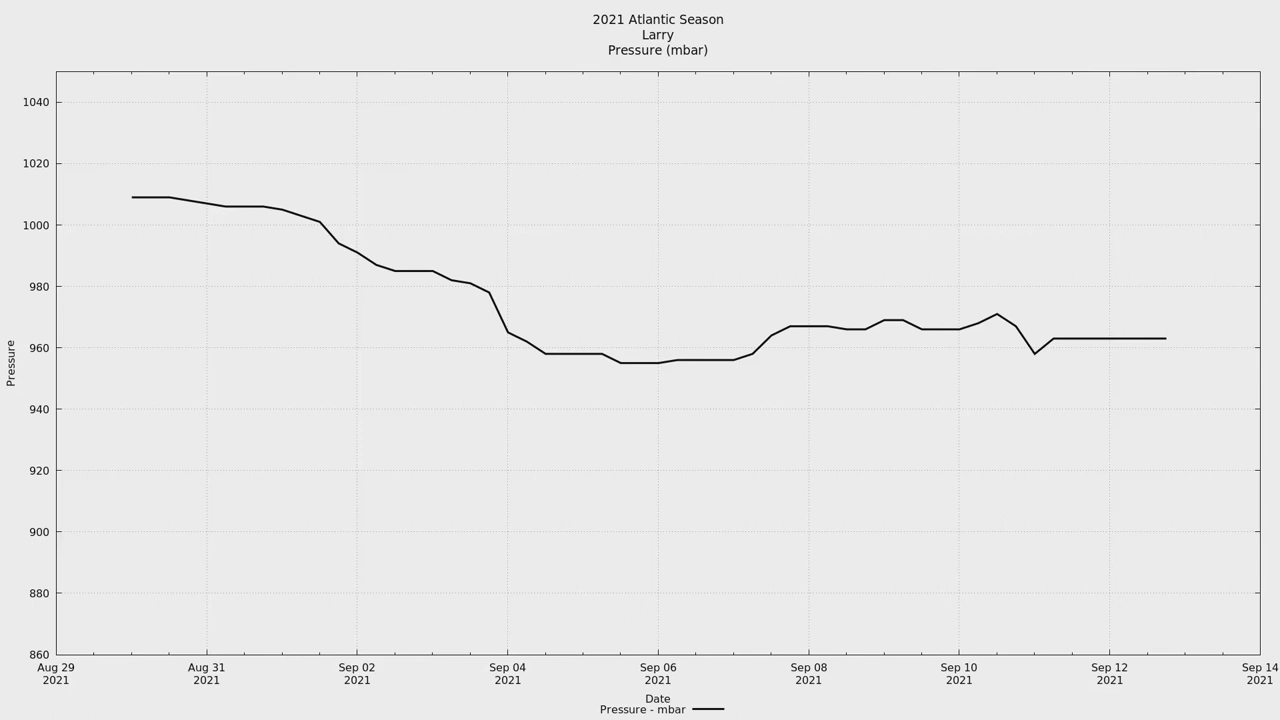 2021 Atlantic Season
Larry
Pressure (mbar)
1040
1020
1000
980
960
940
920
900
880
860
Pressure
Aug 29 Aug 31 Sep 02 Sep 04 Sep 06 Sep 08 Sep 10 Sep 12 Sep 14
2021 2021 2021 2021 2021 2021 2021 2021 2021
Date
Pressure - mbar